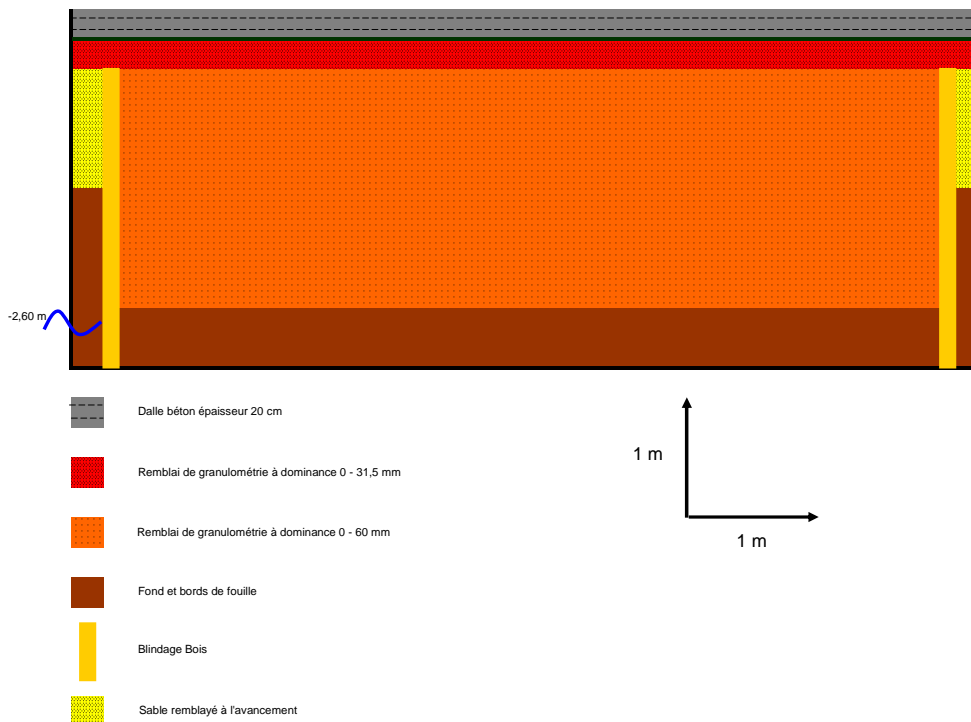 -2,60 m
Dalle béton épaisseur 20 cm
Remblai de granulométrie à dominance 0 - 31,5 mm
Remblai de granulométrie à dominance 0 - 60 mm
Fond et bords de fouille
Blindage Bois
Sable remblayé à l'avancement
1 m
1 m